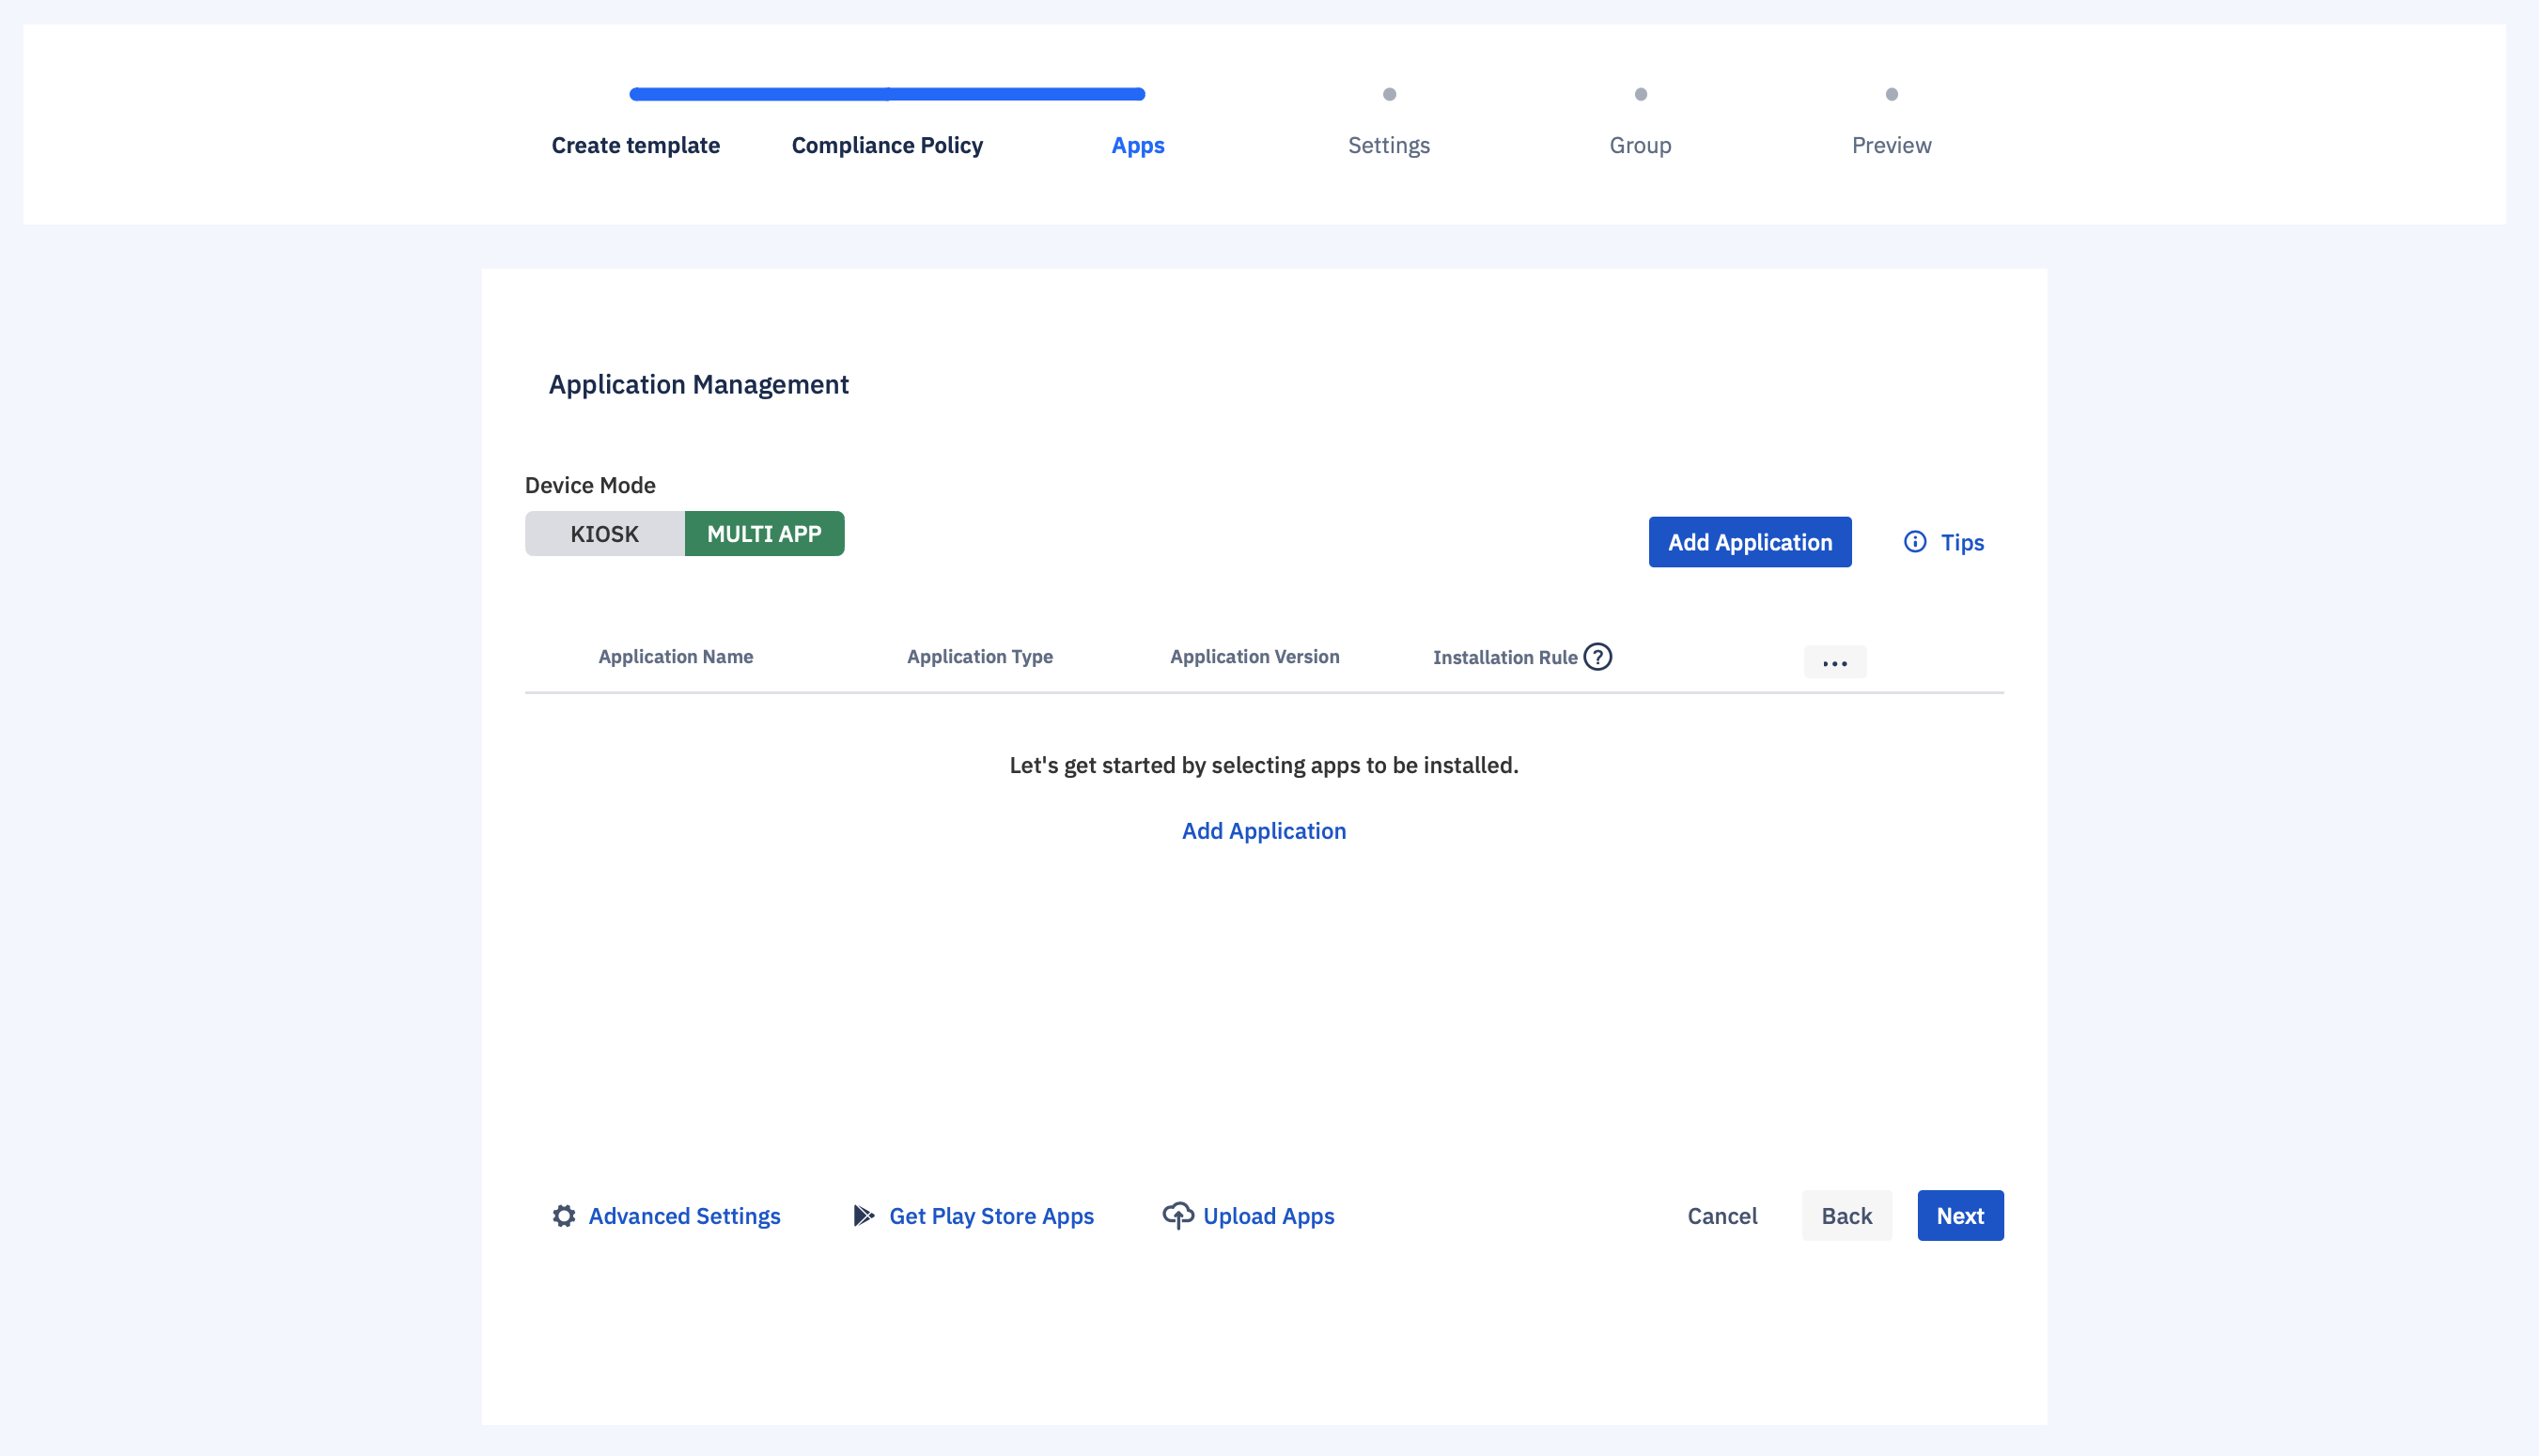 Create template Compliance Policy Apps Settings Group Preview
Application Management
Device Mode
KIOSK MULTI APP
Add Application Tips
Application Name Application Type Application Version Installation Rule ? ...
Let's get started by selecting apps to be installed.
Add Application
Advanced Settings Get Play Store Apps Upload Apps Cancel Back Next